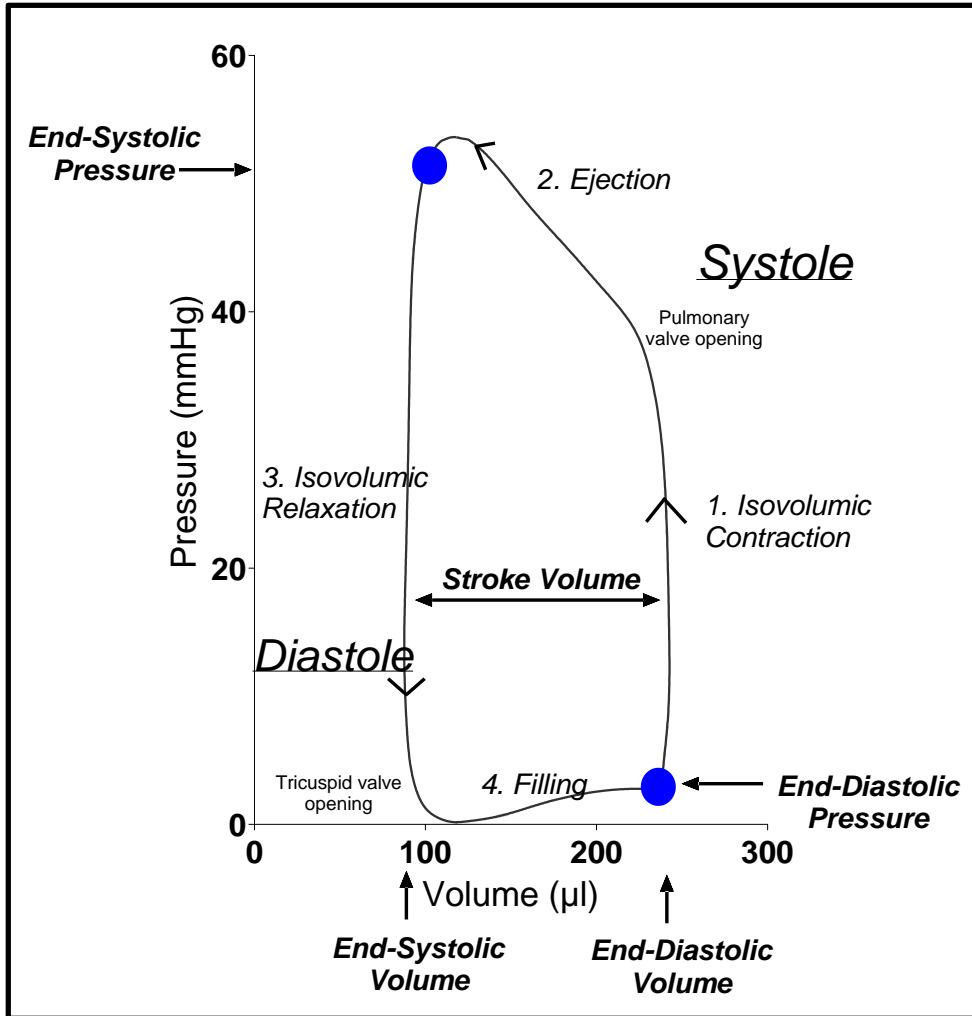 60
End-Systolic
Pressure
2. Ejection
Systole
40
Pulmonary
valve opening
Pressure (mmHg)
3. Isovolumic
Relaxation
1. Isovolumic
Contraction
20
Stroke Volume
Diastole
Tricuspid valve
opening
4. Filling
End-Diastolic
Pressure
0
0 100 200 300
Volume (µl)
End-Systolic
Volume
End-Diastolic
Volume